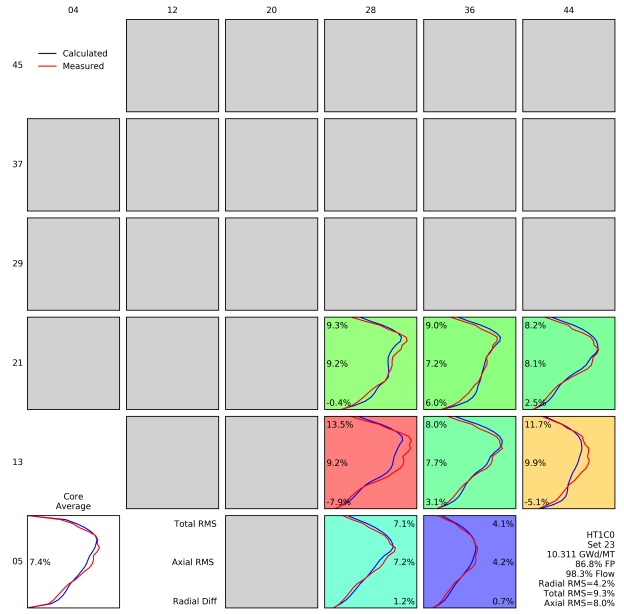 04 12 20 28 36 44
45
Calculated
Measured
37
29
21
9.3% 9.0% 8.2%
9.2% 7.2% 8.1%
-0.4% 6.0% 2.5%
13
13.5% 8.0% 11.7%
9.2% 7.7% 9.9%
-7.9% 3.1% -5.1%
Core
Average
05
7.4%
Total RMS 7.1% 4.1%
Axial RMS 7.2% 4.2%
Radial Diff 1.2% 0.7%
HT1C0
Set 23
10.311 GWd/MT
86.8% FP
98.3% Flow
Radial RMS=4.2%
Total RMS=9.3%
Axial RMS=8.0%